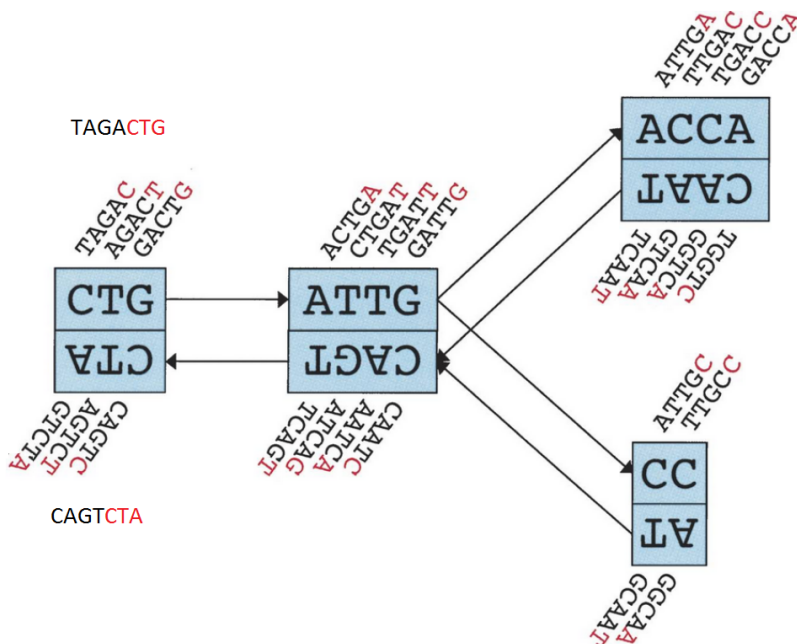 TAGACTG
TAGAC
AGACT
GACTG
CTG
CTA
GTCTA
AGTCT
CAGTC
CAGTCTA
ACTGA
CTGAT
TGATT
GATTG
ATTG
CAGT
TCAGT
ATCAG
AATCA
CAATC
ATTGA
TTGAC
TGACC
GACCA
ACCA
CAAT
TCAAT
GTCAA
GGTCA
TGGTC
ATTGC
TTGCC
CC
AT
GCAAT
GGCAA